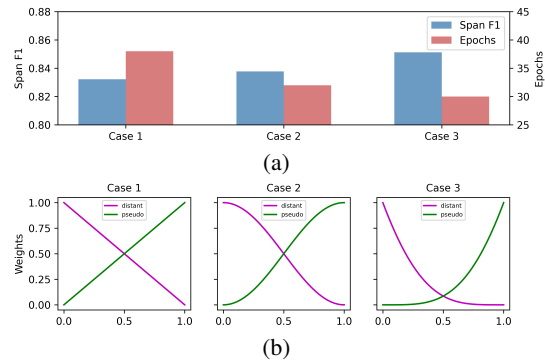 0.88
0.86
0.84
0.82
0.80
Span F1
45
40
35
30
25
Epochs
Span F1
Epochs
Case 1 Case 2 Case 3
(a)
Case 1 Case 2 Case 3
distant
pseudo
distant
pseudo
distant
pseudo
1.00
0.75
0.50
0.25
0.00
Weights
0.0 0.5 1.0 0.0 0.5 1.0 0.0 0.5 1.0
(b)